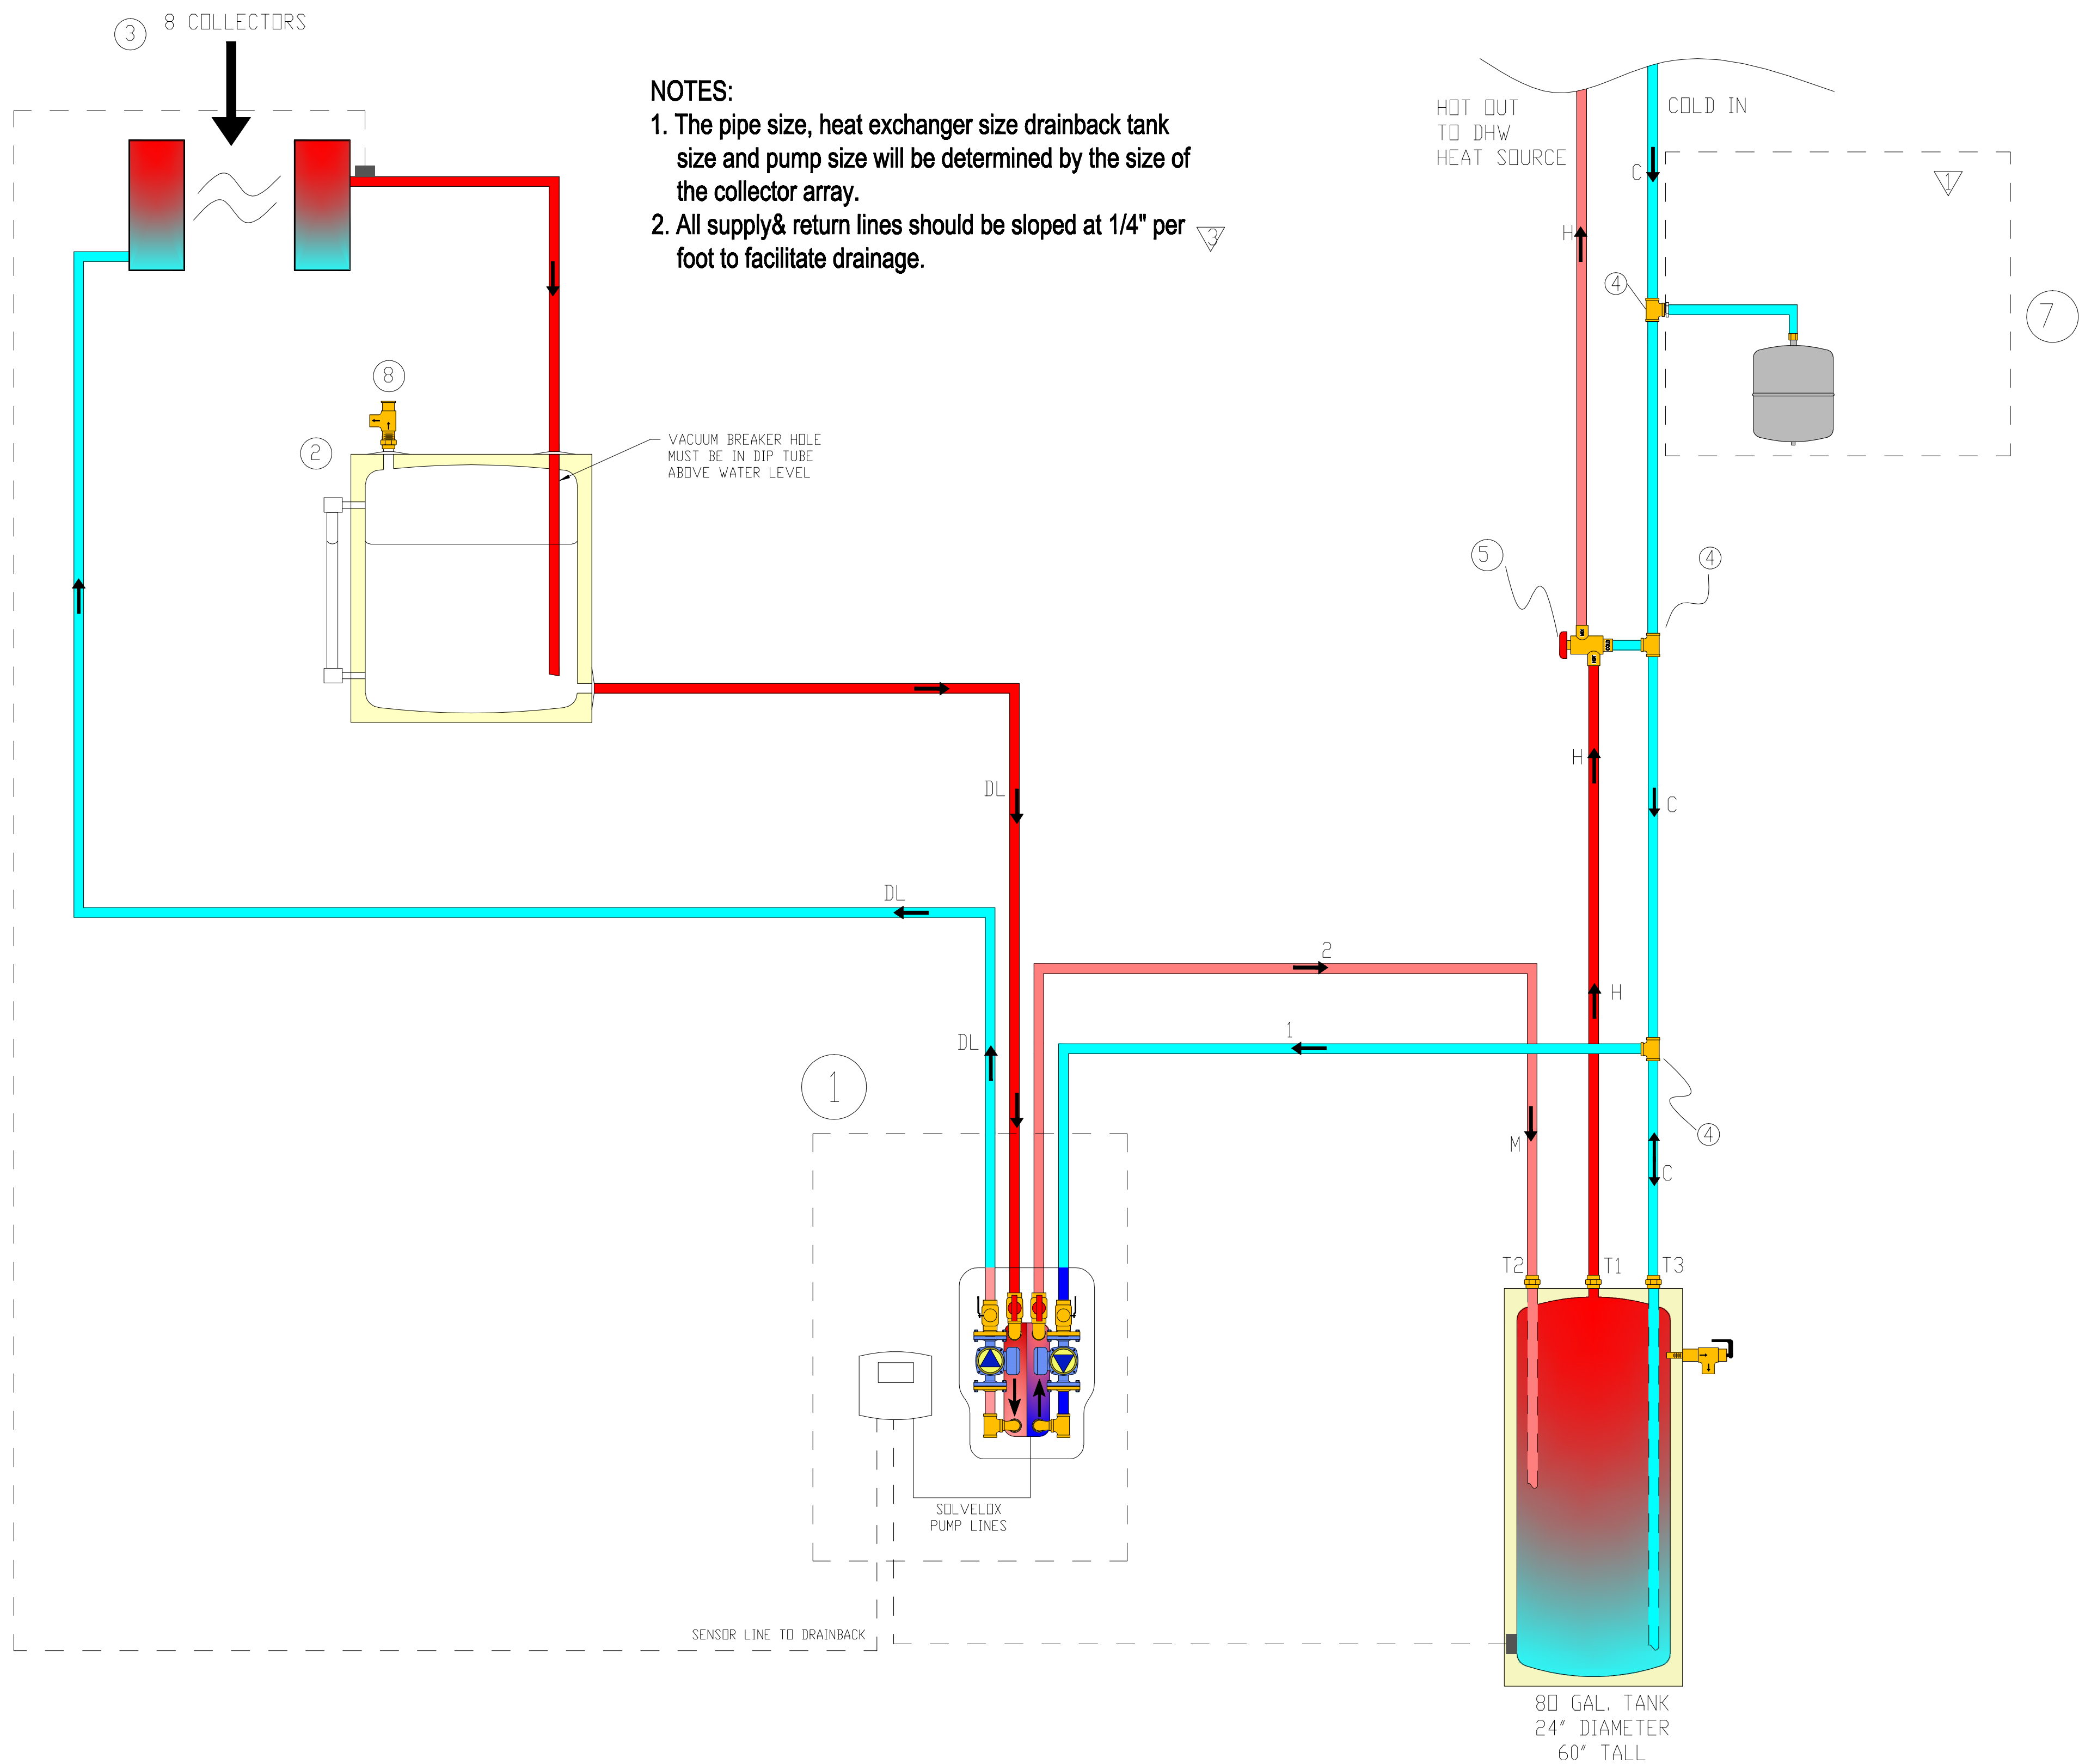 3
8 COLLECTORS
NOTES:
1. The pipe size, heat exchanger size drainback tank
size and pump size will be determined by the size of
the collector array.
2. All supply& return lines should be sloped at 1/4" per
foot to facilitate drainage.
3
HOT OUT
TO DHW
HEAT SOURCE
COLD IN
C
1
H
4
7
8
2
VACUUM BREAKER HOLE
MUST BE IN DIP TUBE
ABOVE WATER LEVEL
5
4
MIX
COLD
HOT
H
C
DL
DL
2
H
1
DL
1
M
4
C
T2
T1
T3
SOLVELOX
PUMP LINES
SENSOR LINE TO DRAINBACK
80 GAL. TANK
24" DIAMETER
60" TALL